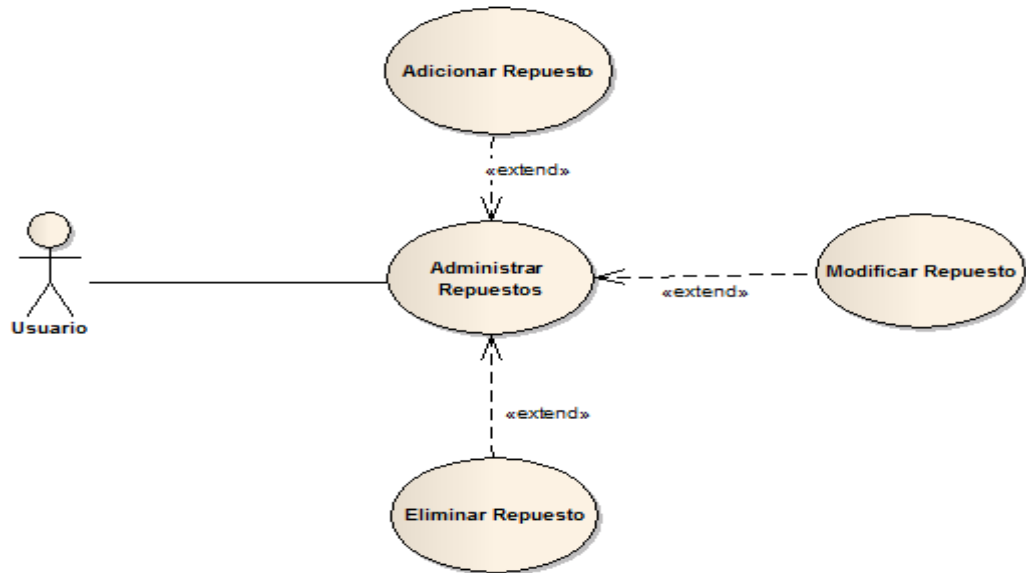 Adicionar Repuesto
«extend»
Administrar
Repuestos
Modificar Repuesto
«extend»
Usuario
«extend»
Eliminar Repuesto